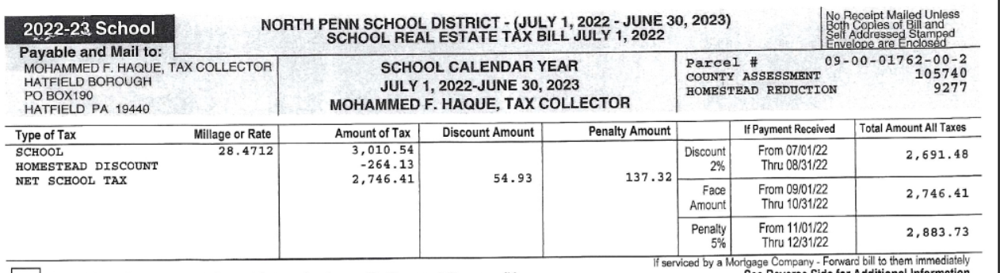 2022-23 School
NORTH PENN SCHOOL DISTRICT - (JULY 1, 2022 - JUNE 30, 2023)
SCHOOL REAL ESTATE TAX BILL JULY 1, 2022
No Receipt Mailed Unless
Both Copies of Bill and
Self Addressed Stamped
Envelope are Enclosed
Payable and Mail to:
MOHAMMED F. HAQUE, TAX COLLECTOR
HATFIELD BOROUGH
PO BOX190
HATFIELD PA 19440
SCHOOL CALENDAR YEAR
JULY 1, 2022-JUNE 30, 2023
MOHAMMED F. HAQUE, TAX COLLECTOR
Parcel # 09-00-01762-00-2
COUNTY ASSESSMENT 105740
HOMESTEAD REDUCTION 9277
Type of Tax Millage or Rate Amount of Tax Discount Amount Penalty Amount If Payment Received Total Amount All Taxes
SCHOOL 28.4712 3,010.54
HOMESTEAD DISCOUNT -264.13
NET SCHOOL TAX 2,746.41 54.93 137.32
Discount From 07/01/22 2,691.48
2% Thru 08/31/22
Face From 09/01/22 2,746.41
Amount Thru 10/31/22
Penalty From 11/01/22 2,883.73
5% Thru 12/31/22
If serviced by a Mortgage Company - Forward bill to them immediately
See Reverse Side for Additional Information